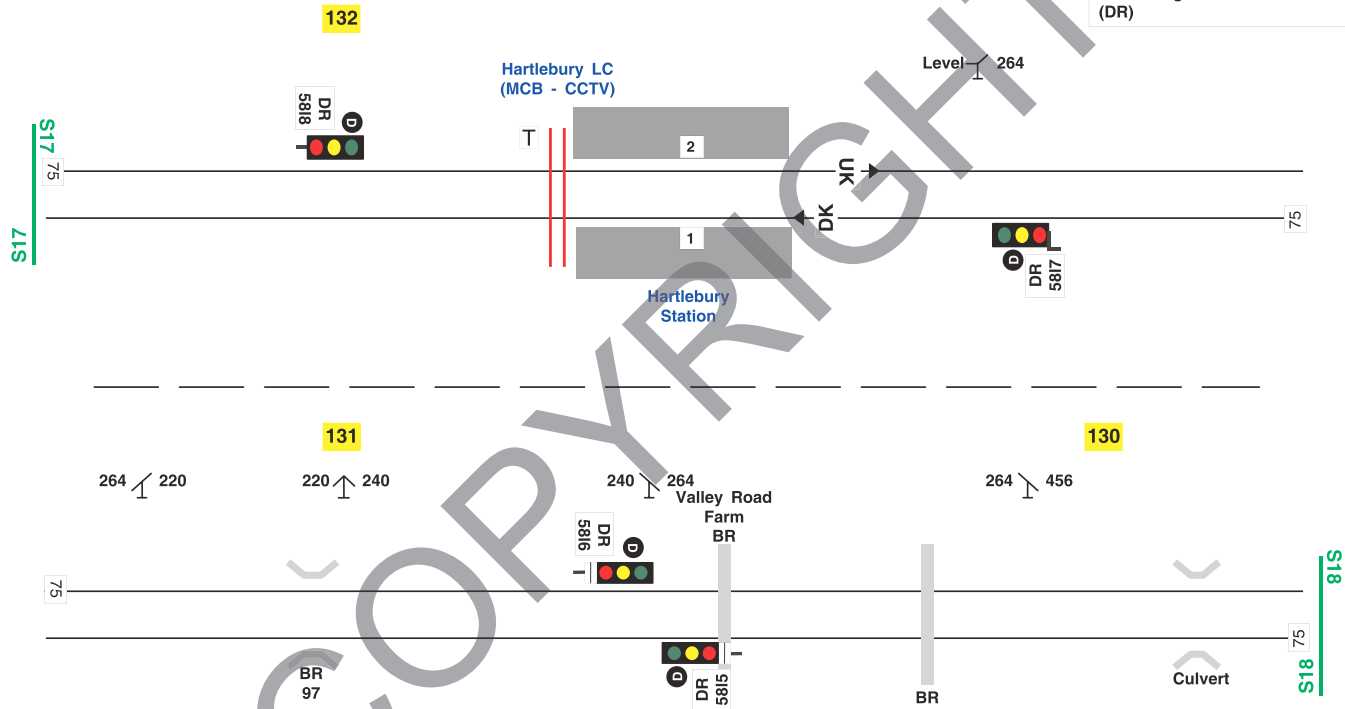 (DR)
132
Level 264
Hartlebury LC
(MCB - CCTV)
DR
5818
D
T
S17
75
2
UK
DK
1
S17
75
D
DR
5817
Hartlebury
Station
131
130
264 220
220 240
240 264
264 456
Valley Road
Farm
BR
DR
5816
D
S18
75
75
D
DR
5815
BR
97
BR
Culvert
S18
COPYRIGHT